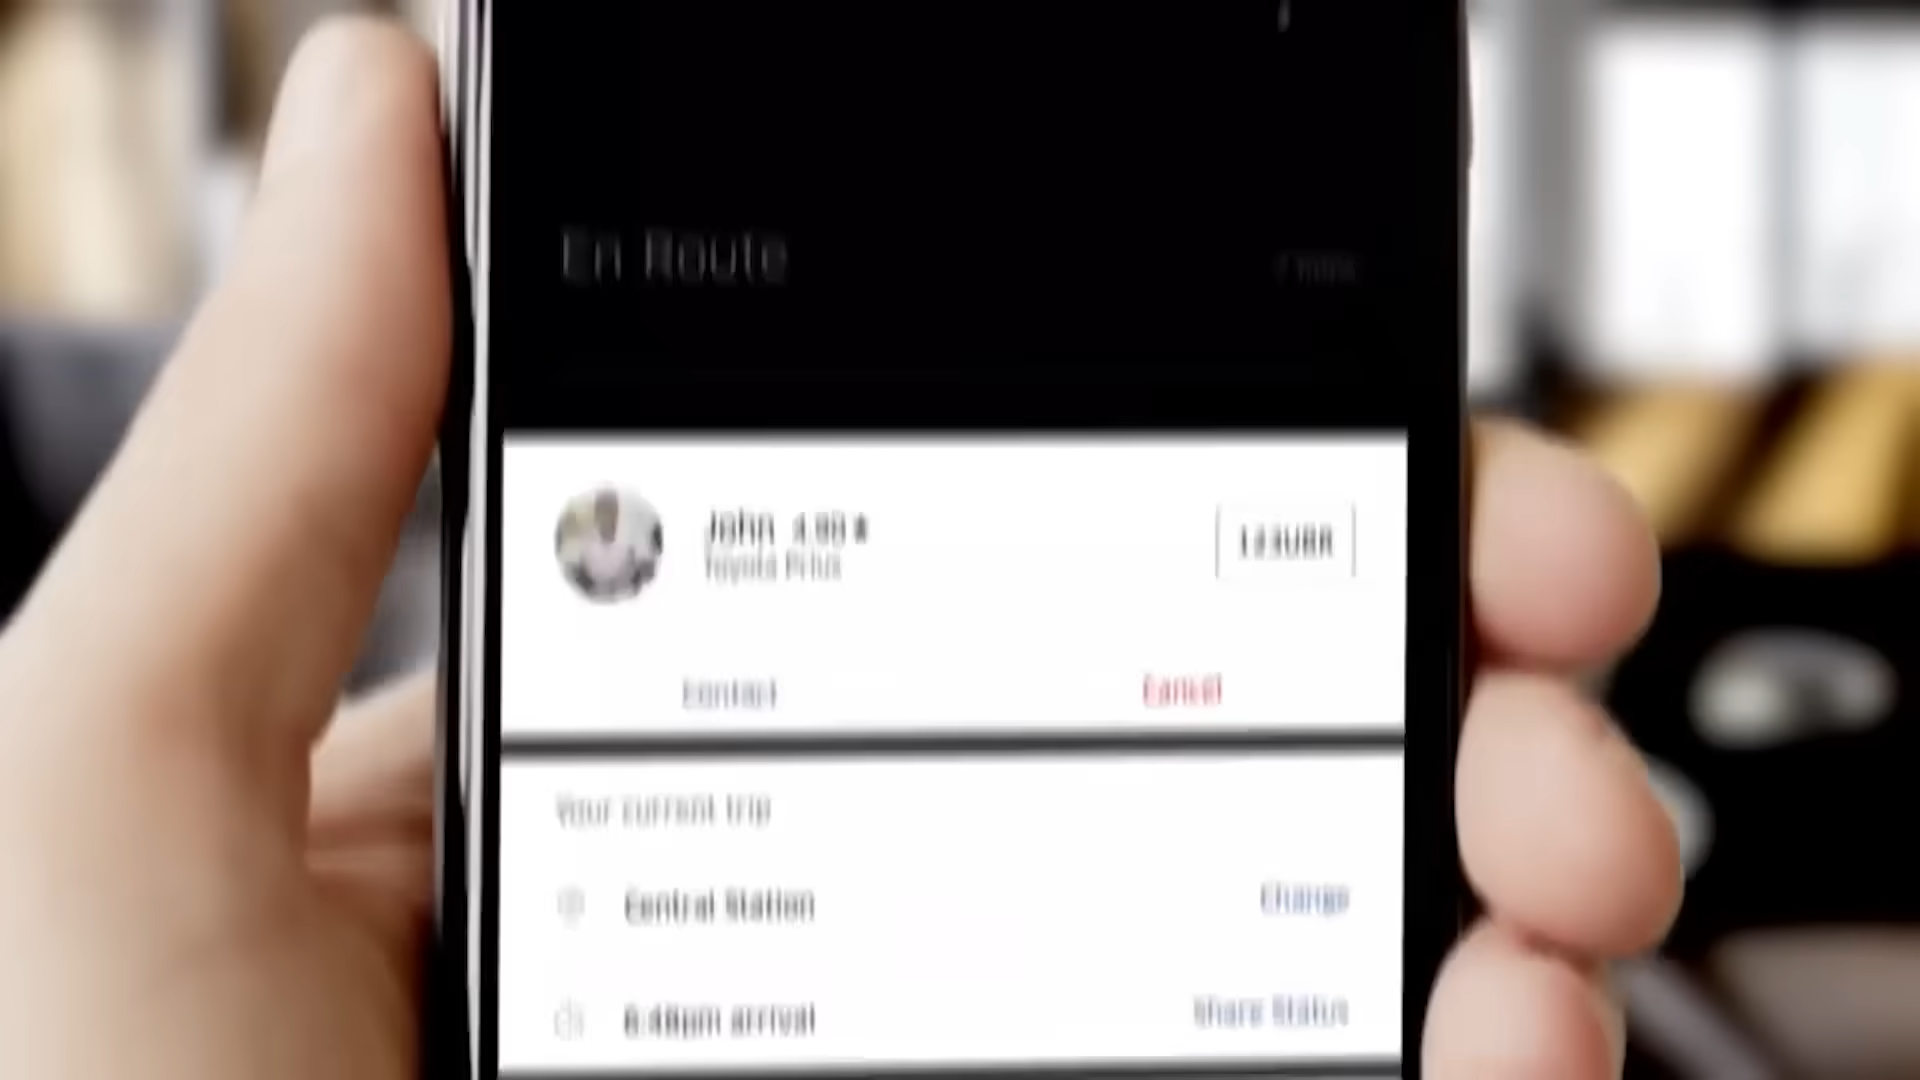 En Route
John 4.90 ★
Toyota Prius
Contact
Cancel
Your current trip
Central Station
Change
6:48pm arrival
Share Status